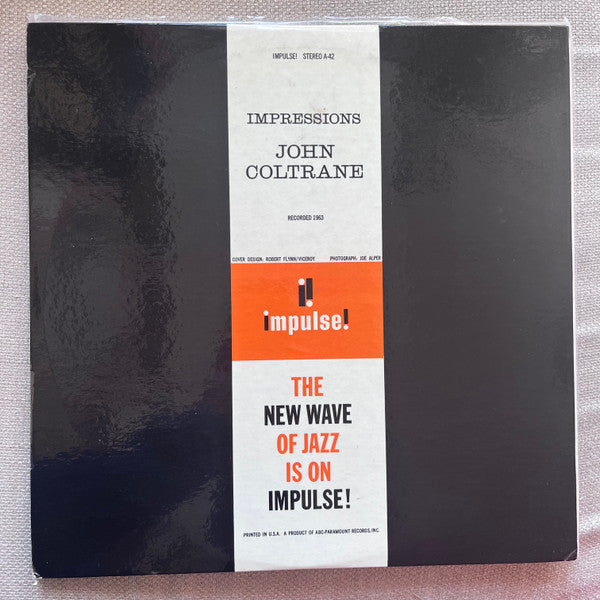 IMPULSE! STEREO A-42
IMPRESSIONS
JOHN
COLTRANE
RECORDED 1963
COVER DESIGN: ROBERT FLYNN/VICEROY PHOTOGRAPH: JOE ALPER
i!
impulse!
THE
NEW WAVE
OF JAZZ
IS ON
IMPULSE!
PRINTED IN U.S.A. A PRODUCT OF ABC-PARAMOUNT RECORDS, INC.